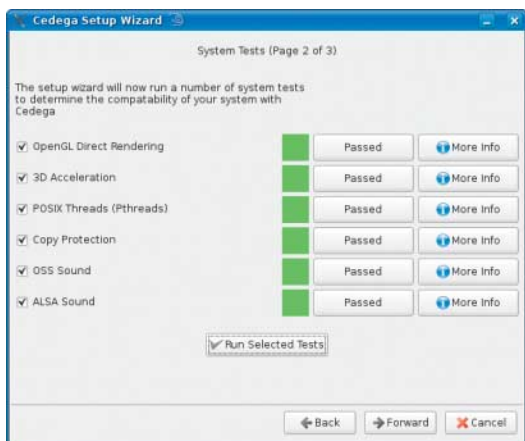 Cedega Setup Wizard
System Tests (Page 2 of 3)
The setup wizard will now run a number of system tests
to determine the compatability of your system with
Cedega
OpenGL Direct Rendering Passed More Info
3D Acceleration Passed More Info
POSIX Threads (Pthreads) Passed More Info
Copy Protection Passed More Info
OSS Sound Passed More Info
ALSA Sound Passed More Info
Run Selected Tests
Back Forward Cancel